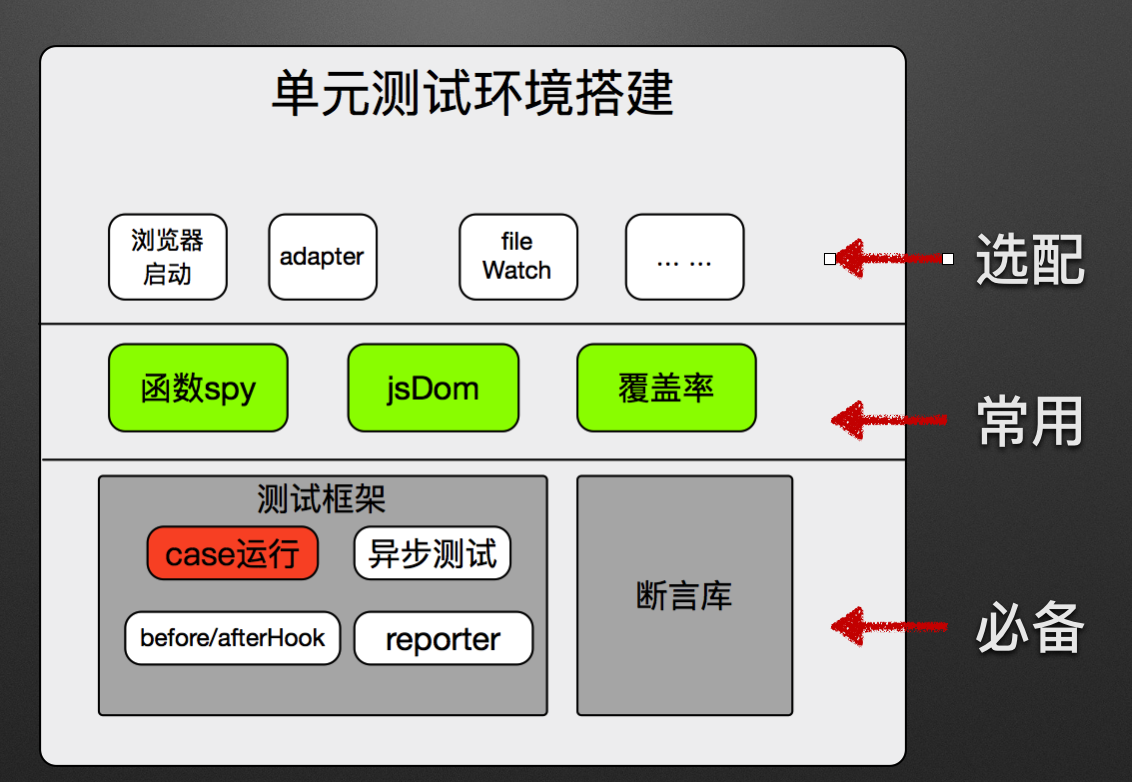 单元测试环境搭建
浏览器
启动
adapter
file
Watch
... ...
选配
函数spy
jsDom
覆盖率
常用
测试框架
case运行
异步测试
before/afterHook
reporter
断言库
必备